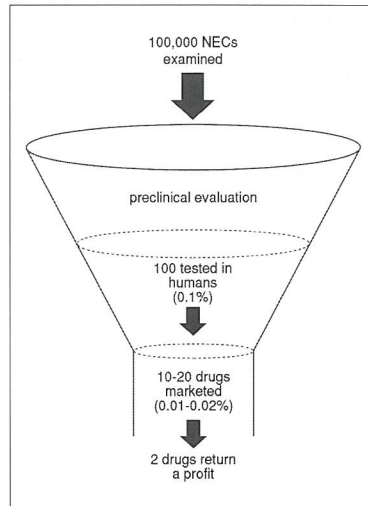 100,000 NECs
examined
preclinical evaluation
100 tested in
humans
(0.1%)
10-20 drugs
marketed
(0.01-0.02%)
2 drugs return
a profit